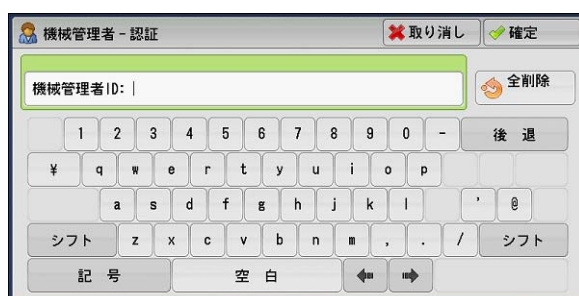 機械管理者 - 認証 取り消し 確定
機械管理者ID: 全削除
1 2 3 4 5 6 7 8 9 0 - 後 退
¥ q w e r t y u i o p
a s d f g h j k l ' @
シフト z x c v b n m , . / シフト
記 号 空 白